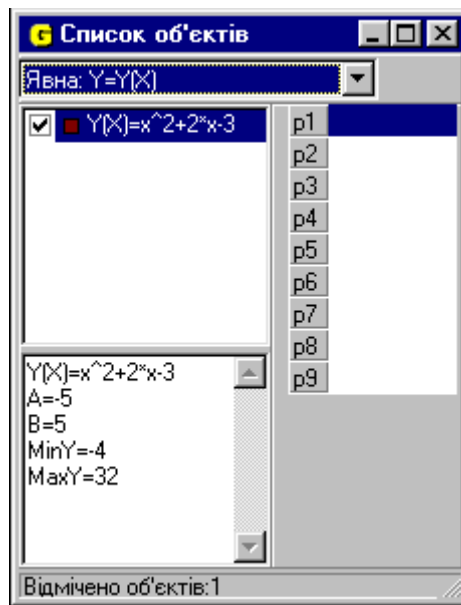 Список об'єктів
Явна: Y=Y(X)
Y(X)=x^2+2*x-3
p1
p2
p3
p4
p5
p6
p7
p8
p9
Y(X)=x^2+2*x-3
A=-5
B=5
MinY=-4
MaxY=32
Відмічено об'єктів:1